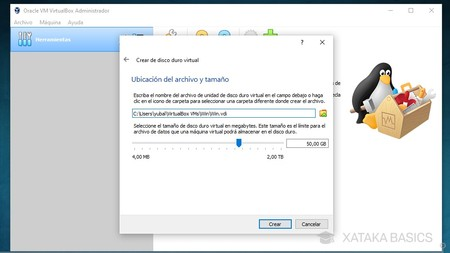 Oracle VM VirtualBox Administrador
Archivo Máquina Ayuda
Herramientas
? ×
Crear de disco duro virtual
Ubicación del archivo y tamaño
Escriba el nombre del archivo de unidad de disco duro virtual en el campo debajo o haga
clic en el icono de carpeta para seleccionar una carpeta diferente donde crear el archivo.
C:\Users\yubal\VirtualBox VMs\Win\Win.vdi
Seleccione el tamaño de disco duro virtual en megabytes. Este tamaño es el límite para el
archivo de datos que una máquina virtual podrá almacenar en el disco duro.
50,00 GB
4,00 MB 2,00 TB
Crear Cancelar
de
XATAKA BASICS